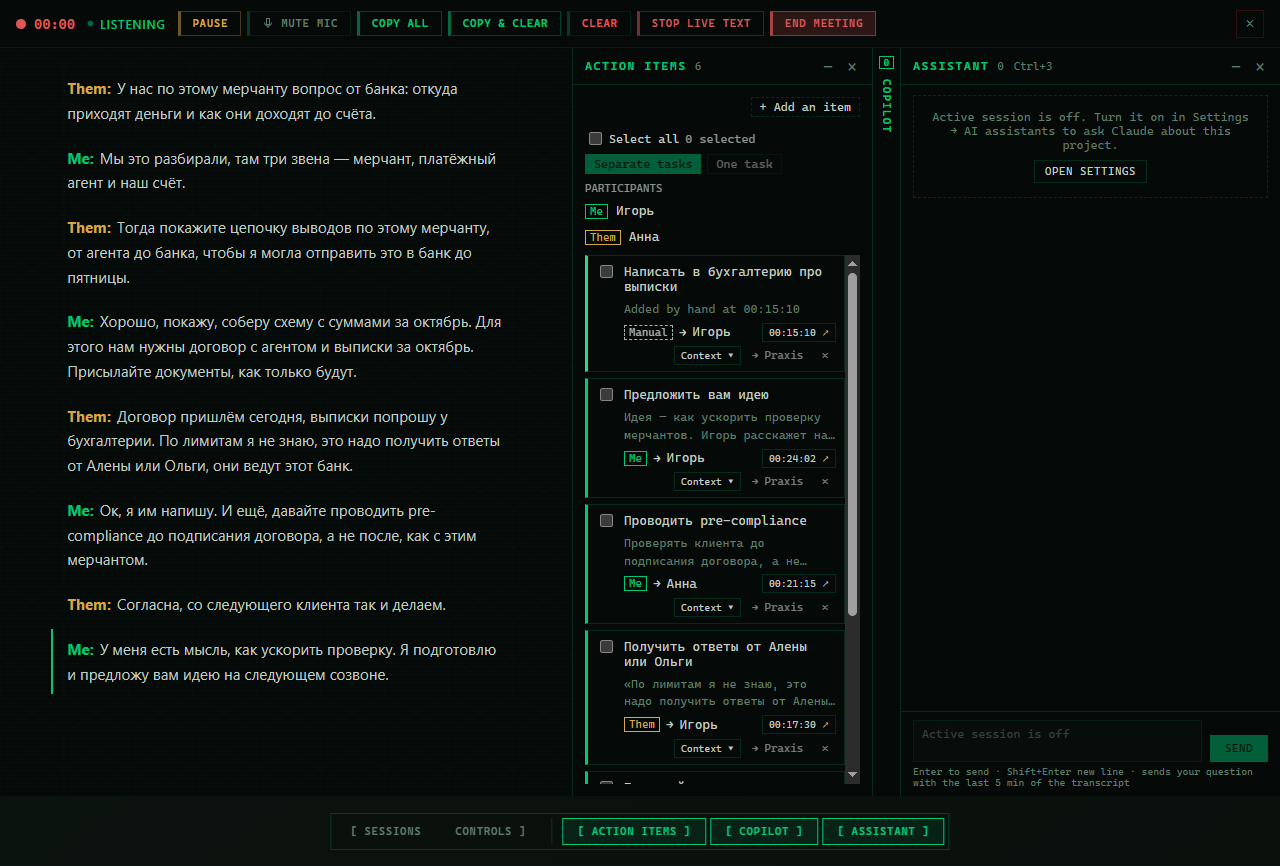 00:00 LISTENING PAUSE MUTE MIC COPY ALL COPY & CLEAR CLEAR STOP LIVE TEXT END MEETING ×
Them: У нас по этому мерчанту вопрос от банка: откуда
приходят деньги и как они доходят до счёта.
Me: Мы это разбирали, там три звена — мерчант, платёжный
агент и наш счёт.
Them: Тогда покажите цепочку выводов по этому мерчанту,
от агента до банка, чтобы я могла отправить это в банк до
пятницы.
Me: Хорошо, покажу, соберу схему с суммами за октябрь. Для
этого нам нужны договор с агентом и выписки за октябрь.
Присылайте документы, как только будут.
Them: Договор пришлём сегодня, выписки попрошу у
бухгалтерии. По лимитам я не знаю, это надо получить ответы
от Алены или Ольги, они ведут этот банк.
Me: Ок, я им напишу. И ещё, давайте проводить pre-
compliance до подписания договора, а не после, как с этим
мерчантом.
Them: Согласна, со следующего клиента так и делаем.
Me: У меня есть мысль, как ускорить проверку. Я подготовлю
и предложу вам идею на следующем созвоне.
ACTION ITEMS 6 — ×
+ Add an item
Select all 0 selected
Separate tasks One task
PARTICIPANTS
Me Игорь
Them Анна
Написать в бухгалтерию про
выписки
Added by hand at 00:15:10
Manual → Игорь 00:15:10 ↗
Context ▾ → Praxis ×
Предложить вам идею
Идея — как ускорить проверку
мерчантов. Игорь расскажет на…
Me → Игорь 00:24:02 ↗
Context ▾ → Praxis ×
Проводить pre-compliance
Проверять клиента до
подписания договора, а не…
Me → Анна 00:21:15 ↗
Context ▾ → Praxis ×
Получить ответы от Алены
или Ольги
«По лимитам я не знаю, это
надо получить ответы от Алены…
Them → Игорь 00:17:30 ↗
Context ▾ → Praxis ×
0 COPILOT
ASSISTANT 0 Ctrl+3 — ×
Active session is off. Turn it on in Settings
→ AI assistants to ask Claude about this
project.
OPEN SETTINGS
Active session is off
SEND
Enter to send · Shift+Enter new line · sends your question
with the last 5 min of the transcript
[ SESSIONS CONTROLS ] [ ACTION ITEMS ] [ COPILOT ] [ ASSISTANT ]